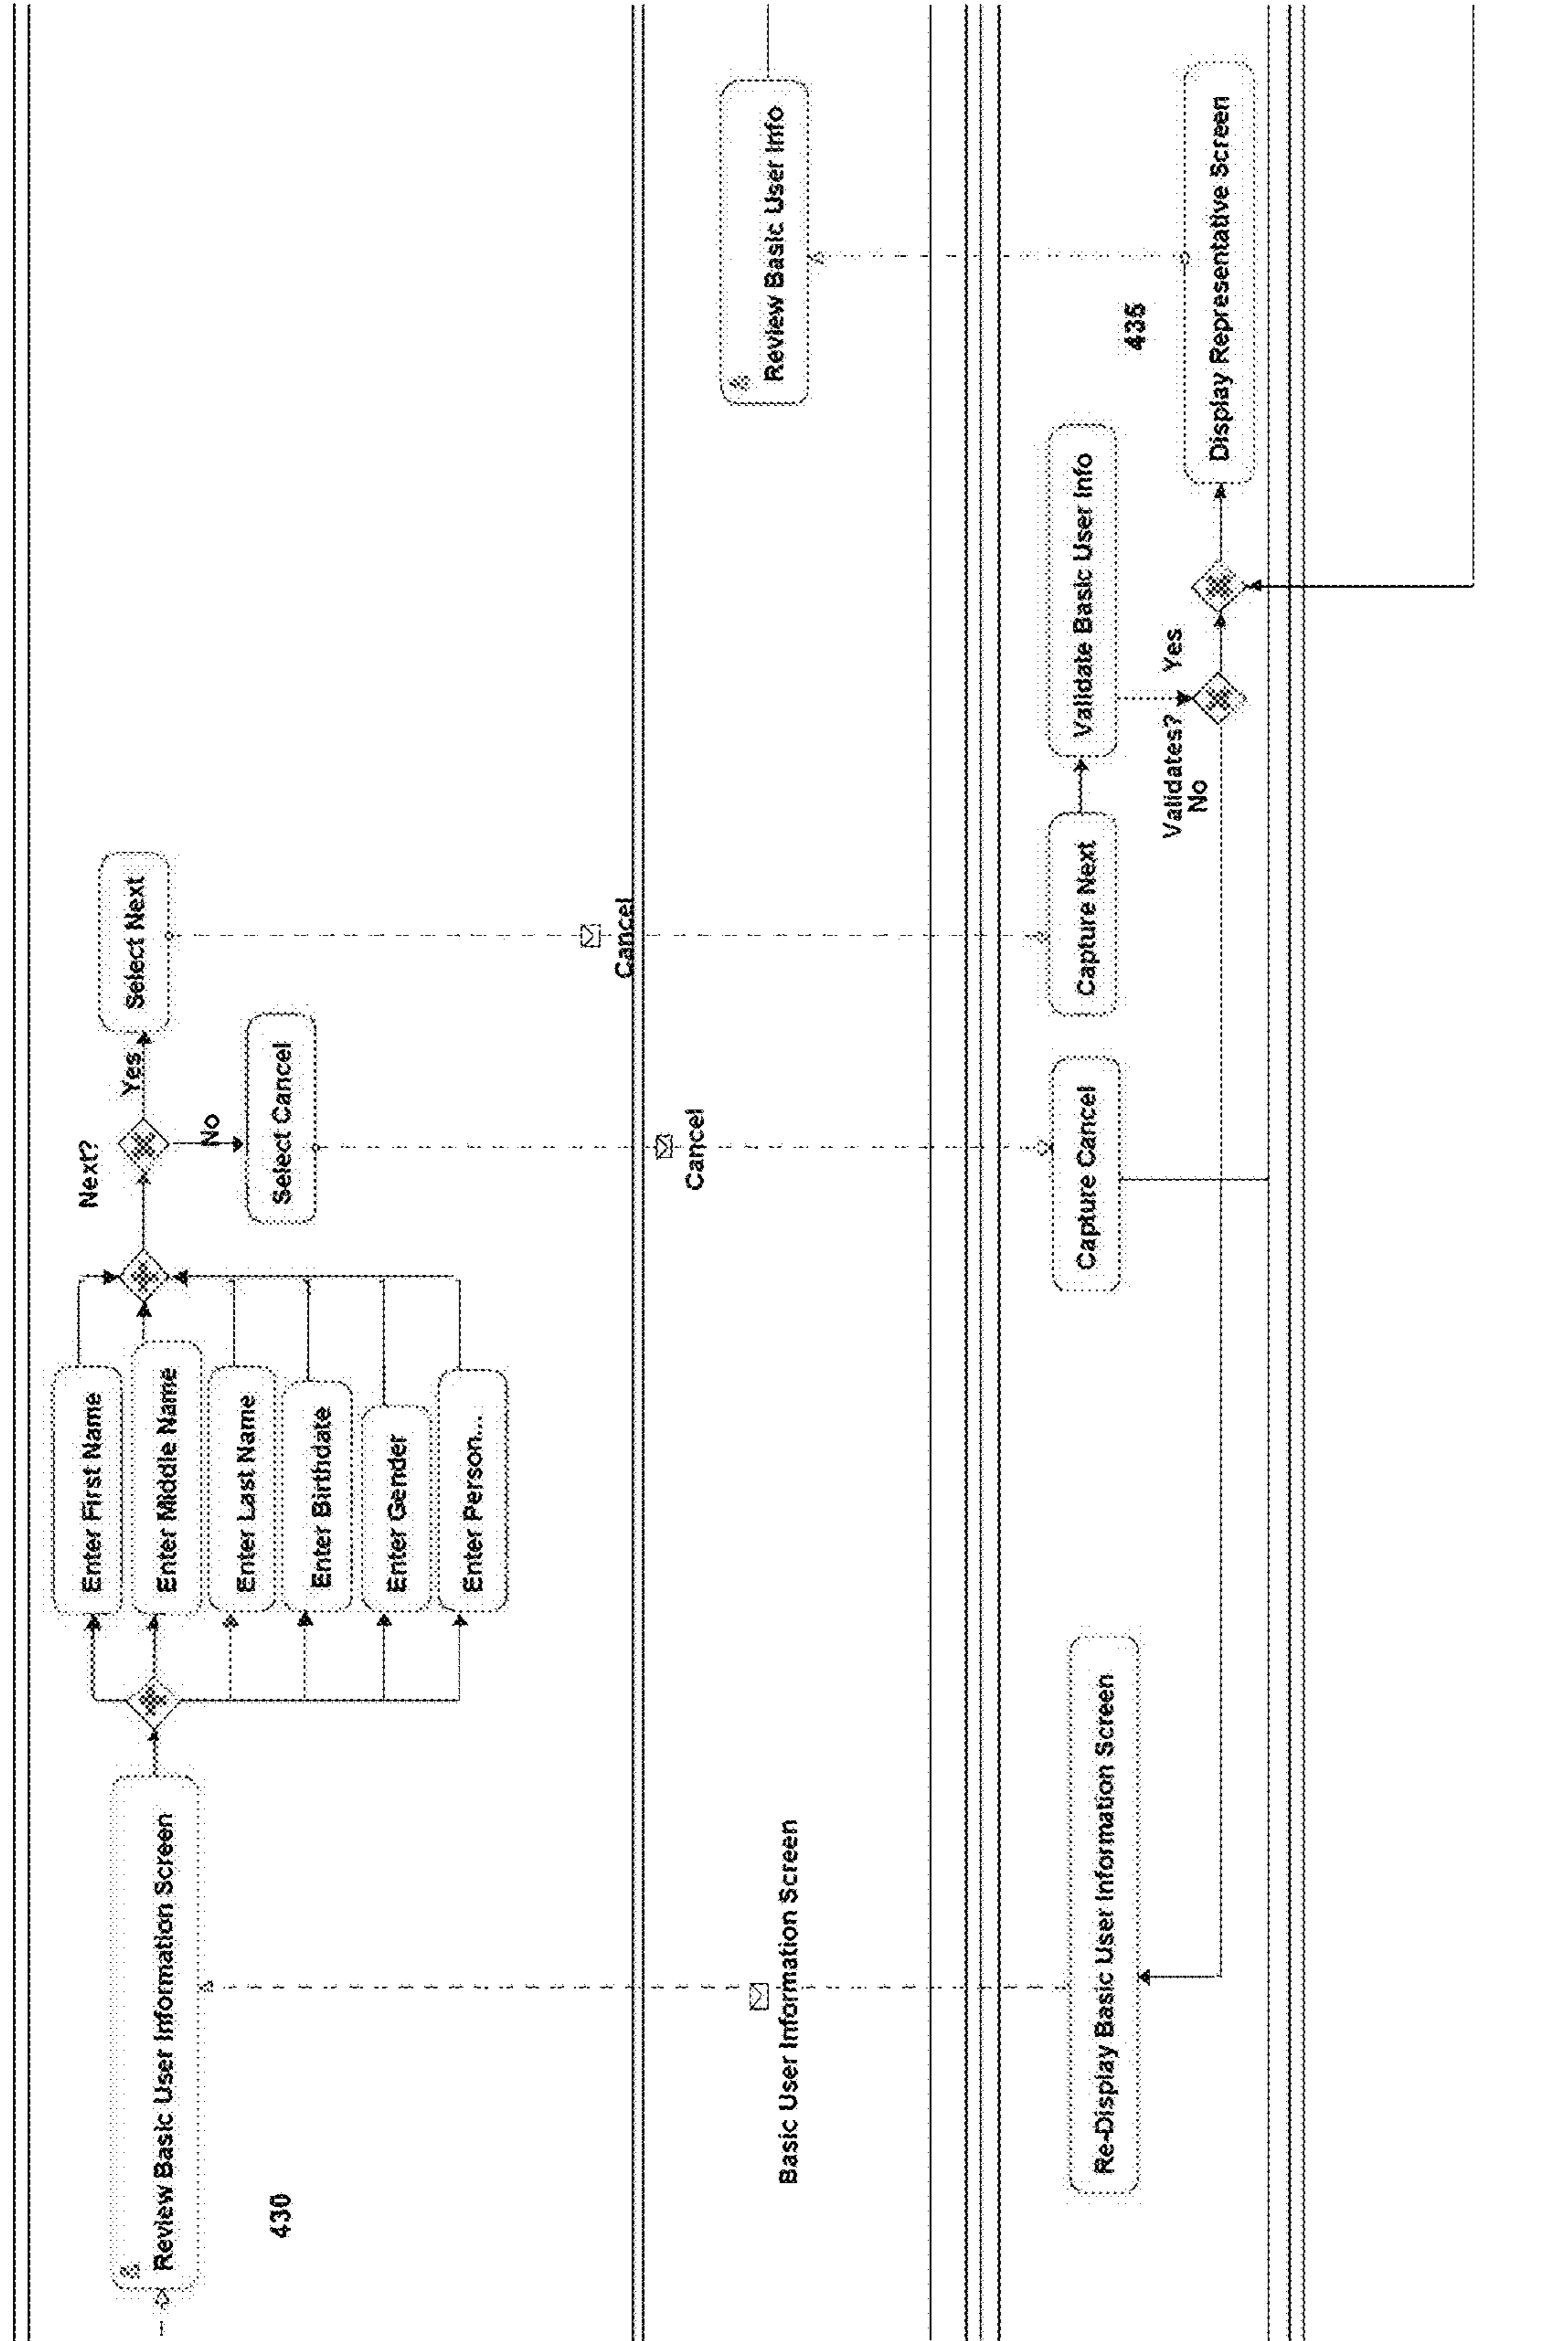 Review Basic User Information Screen
430
Enter First Name
Enter Middle Name
Enter Last Name
Enter Birthdate
Enter Gender
Enter Person...
Next?
Yes
No
Select Next
Select Cancel
Cancel
Cancel
Basic User Information Screen
Review Basic User Info
Re-Display Basic User Information Screen
Capture Cancel
Capture Next
Validate Basic User Info
Validates?
No
Yes
435
Display Representative Screen